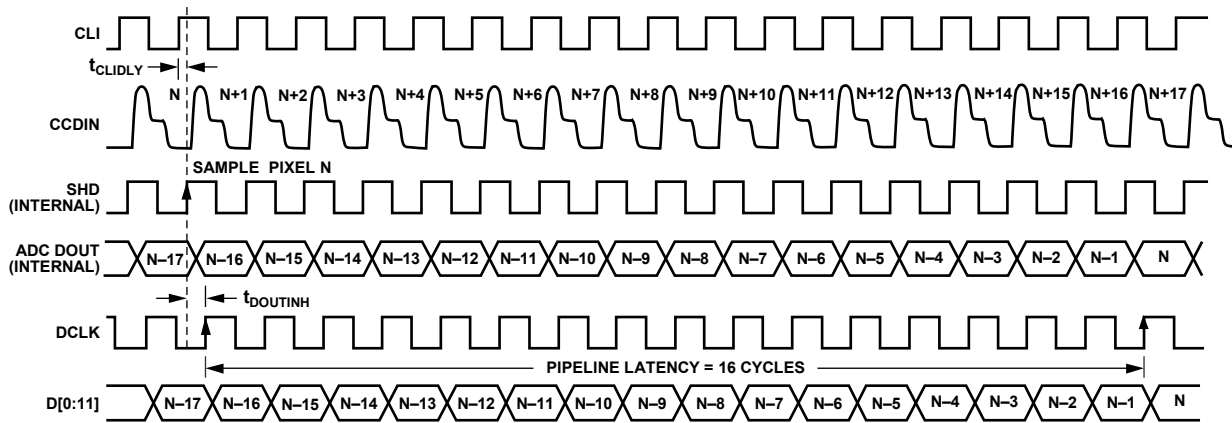 CLI
tCLIDLY
N N+1 N+2 N+3 N+4 N+5 N+6 N+7 N+8 N+9 N+10 N+11 N+12 N+13 N+14 N+15 N+16 N+17
CCDIN
SAMPLE PIXEL N
SHD
(INTERNAL)
ADC DOUT
(INTERNAL)
N–17 N–16 N–15 N–14 N–13 N–12 N–11 N–10 N–9 N–8 N–7 N–6 N–5 N–4 N–3 N–2 N–1 N
tDOUTINH
DCLK
PIPELINE LATENCY = 16 CYCLES
D[0:11]
N–17 N–16 N–15 N–14 N–13 N–12 N–11 N–10 N–9 N–8 N–7 N–6 N–5 N–4 N–3 N–2 N–1 N